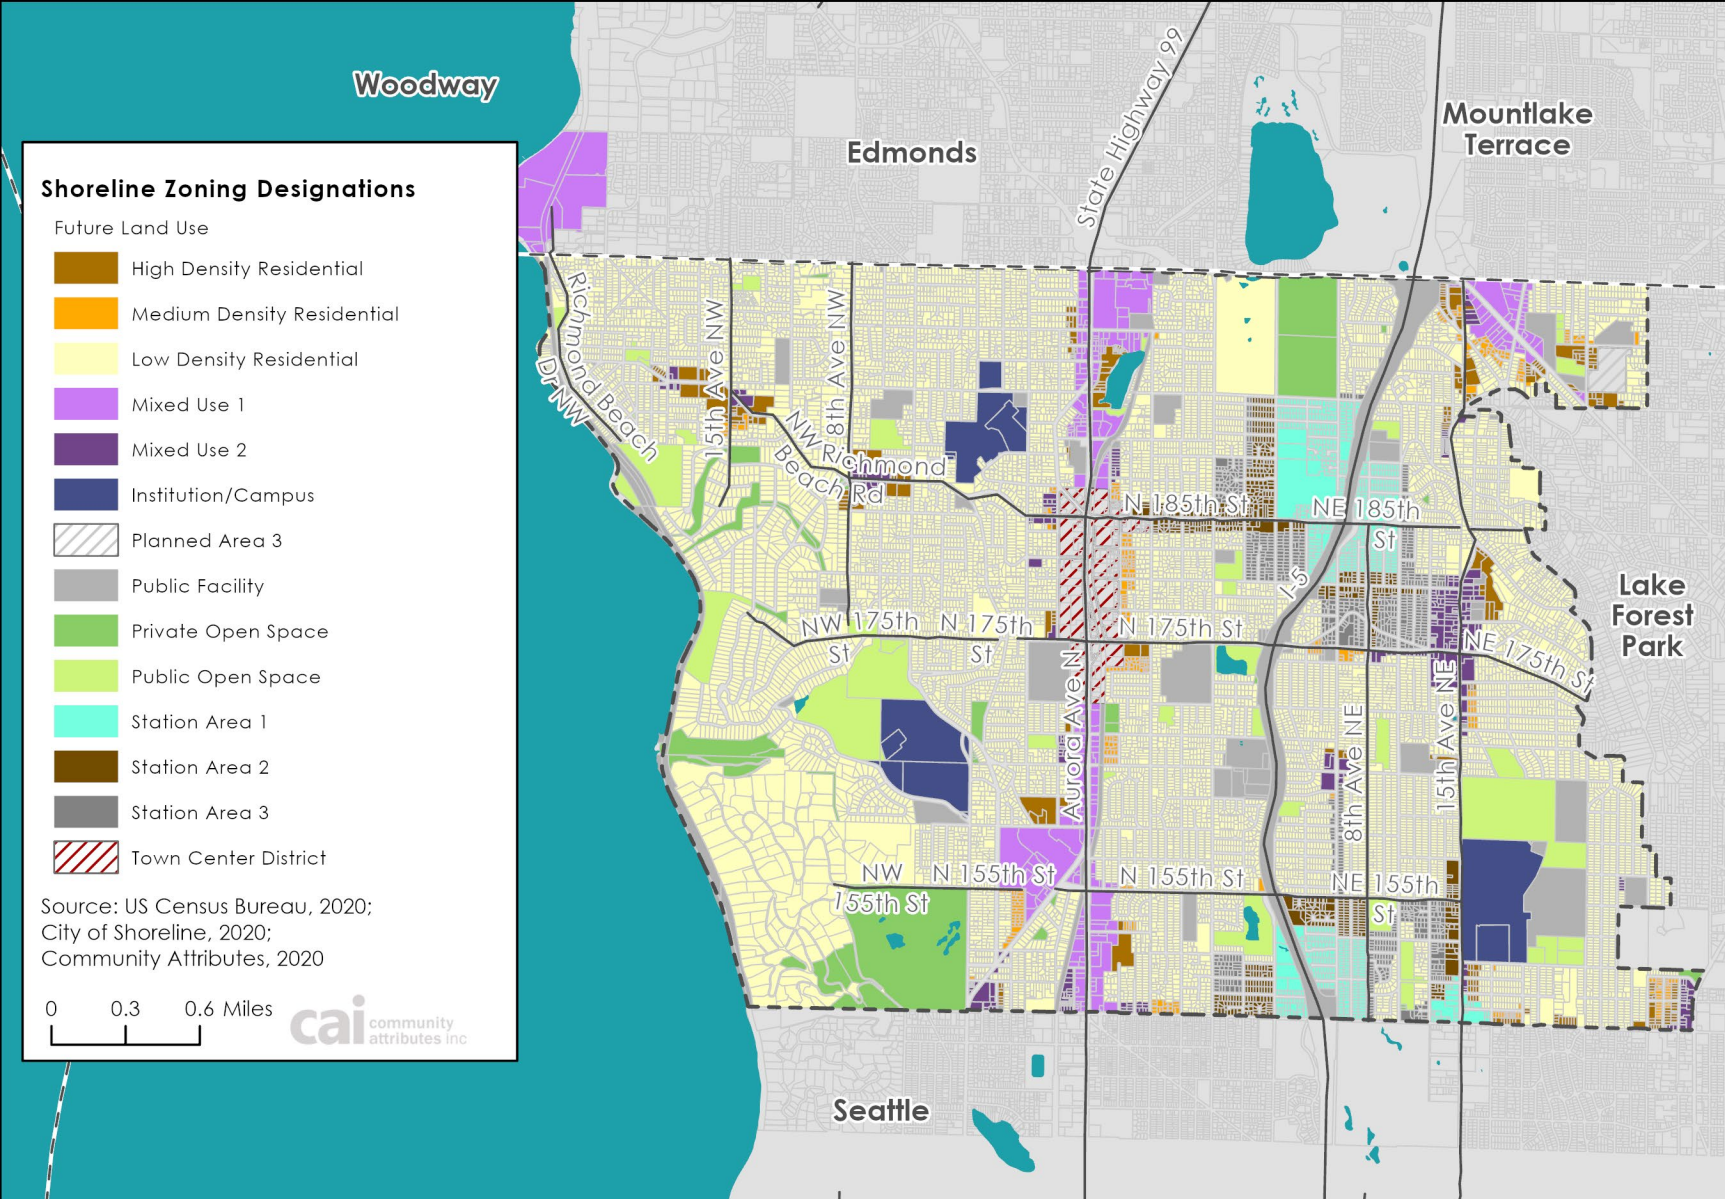 Woodway
Edmonds
State Highway 99
Mountlake
Terrace
Shoreline Zoning Designations
Future Land Use
High Density Residential
Medium Density Residential
Low Density Residential
Mixed Use 1
Mixed Use 2
Institution/Campus
Planned Area 3
Public Facility
Private Open Space
Public Open Space
Station Area 1
Station Area 2
Station Area 3
Town Center District
Source: US Census Bureau, 2020;
City of Shoreline, 2020;
Community Attributes, 2020
0 0.3 0.6 Miles
cai community
attributes inc
Richmond Beach
Dr NW
15th Ave NW
8th Ave NW
NW Richmond
Beach Rd
N 185th St
NE 185th
St
I-5
Lake
Forest
Park
NW 175th
St
N 175th
St
N 175th St
NE 175th St
Aurora Ave N
8th Ave NE
15th Ave NE
NW
155th St
N 155th St
N 155th St
NE 155th
St
Seattle